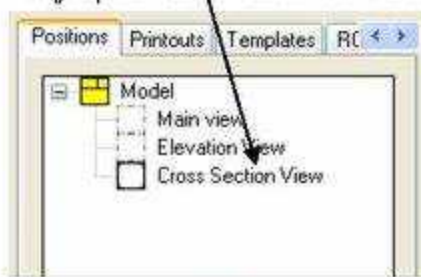 Positions Printouts Templates
Model
Main view
Elevation View
Cross Section View